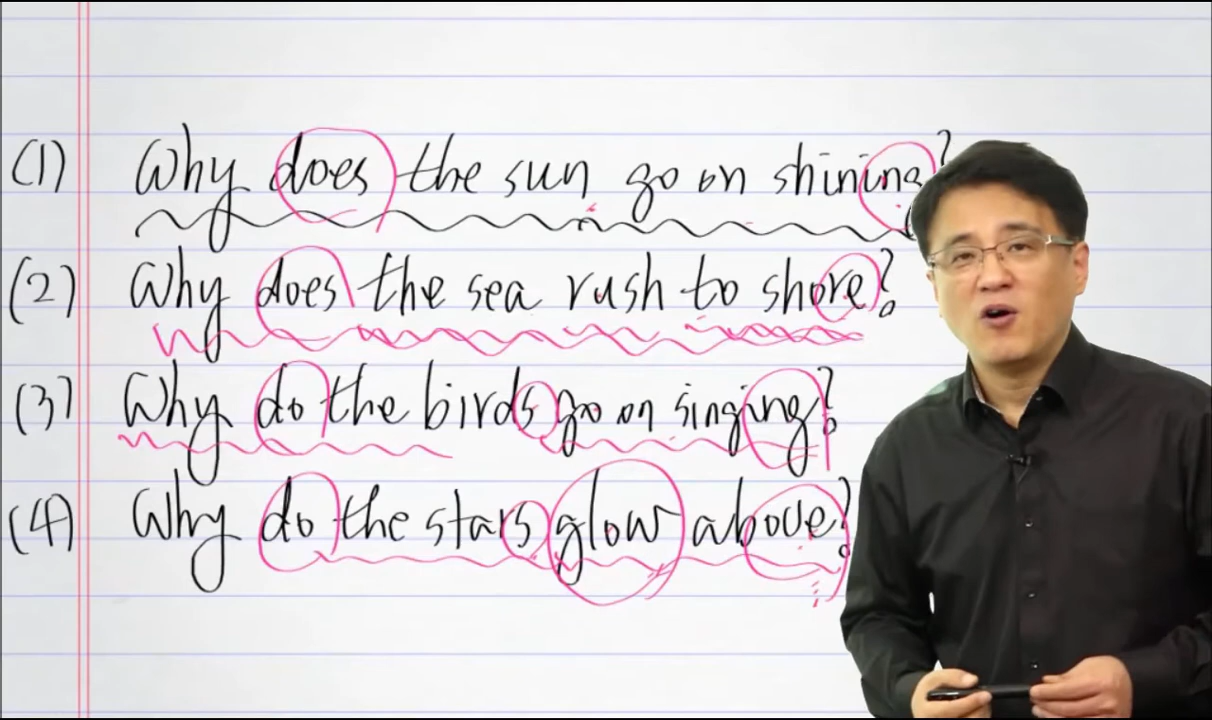 (1) Why does the sun go on shining?
(2) Why does the sea rush to shore?
(3) Why do the birds go on singing?
(4) Why do the stars glow above?